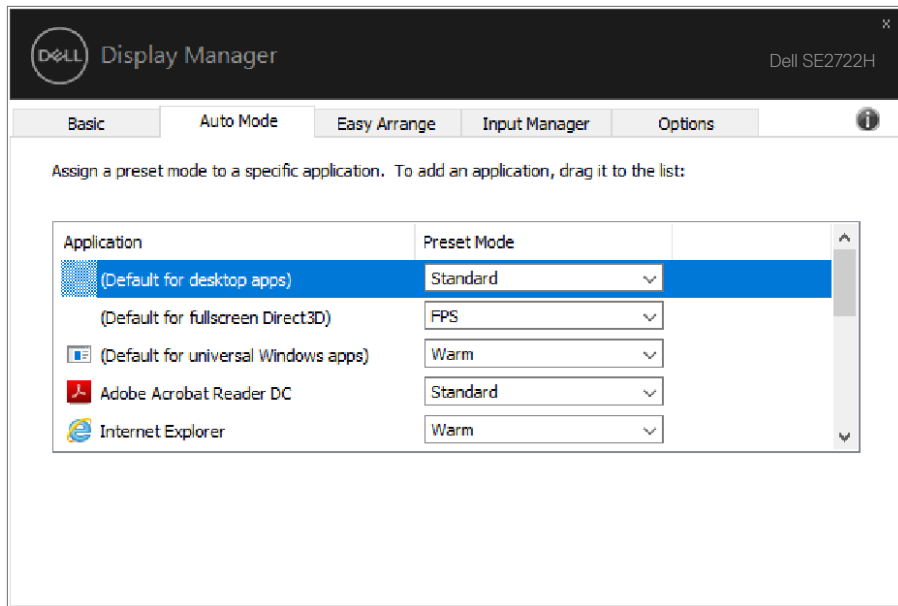 x
DELL Display Manager
Dell SE2722H
Basic Auto Mode Easy Arrange Input Manager Options
Assign a preset mode to a specific application. To add an application, drag it to the list:
Application Preset Mode
(Default for desktop apps) Standard
(Default for fullscreen Direct3D) FPS
(Default for universal Windows apps) Warm
Adobe Acrobat Reader DC Standard
Internet Explorer Warm